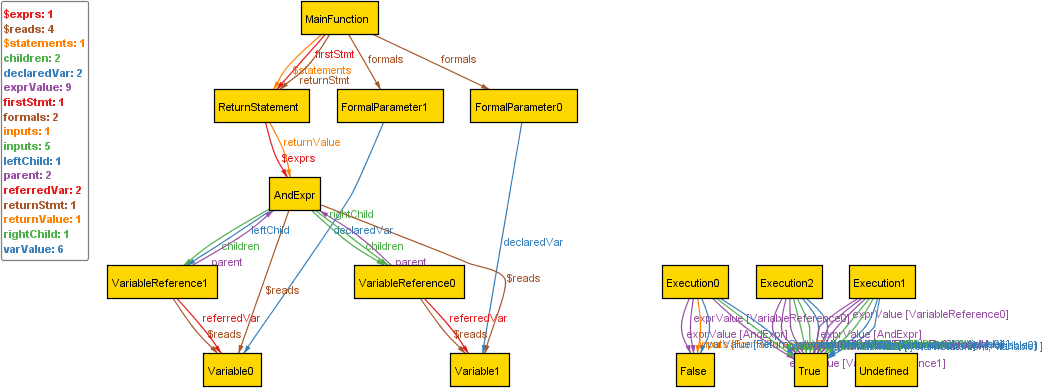 $exprs: 1
$reads: 4
$statements: 1
children: 2
declaredVar: 2
exprValue: 9
firstStmt: 1
formals: 2
inputs: 1
inputs: 5
leftChild: 1
parent: 2
referredVar: 2
returnStmt: 1
returnValue: 1
rightChild: 1
varValue: 6
MainFunction
firstStmt
$statements
returnStmt
formals
formals
ReturnStatement
FormalParameter1
FormalParameter0
returnValue
$exprs
AndExpr
rightChild
leftChild
declaredVar
children
children
declaredVar
parent
parent
$reads
$reads
VariableReference1
VariableReference0
Execution0
Execution2
Execution1
referredVar
$reads
referredVar
$reads
exprValue [VariableReference0]
exprValue [VariableReference0]
exprValue [AndExpr]
exprValue [AndExpr]
Variable0
Variable1
False
True
Undefined